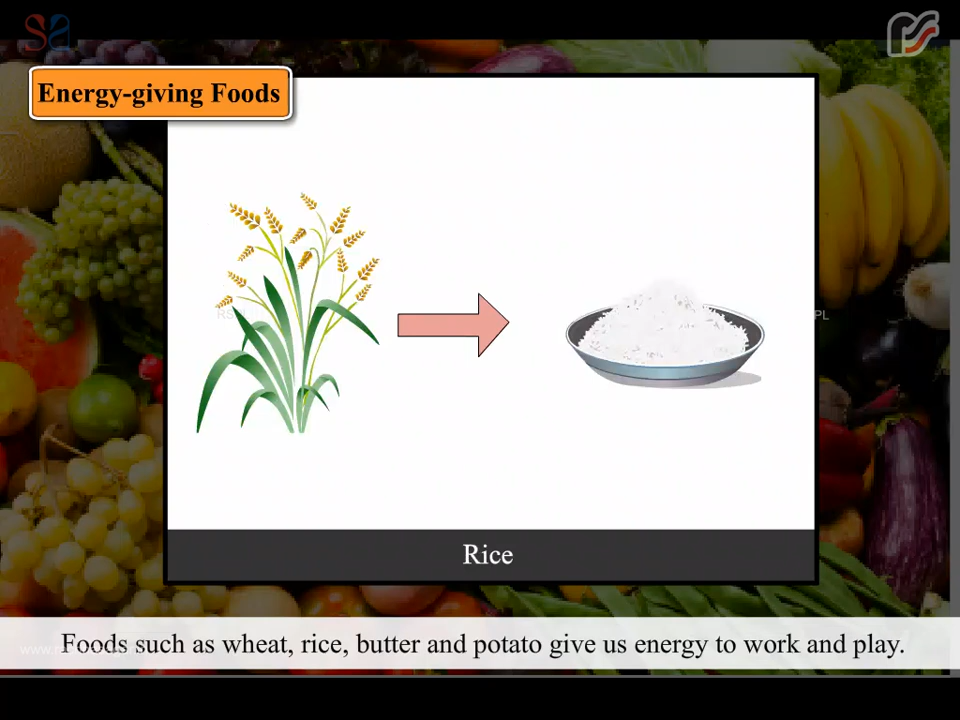 Energy-giving Foods
Rice
Foods such as wheat, rice, butter and potato give us energy to work and play.